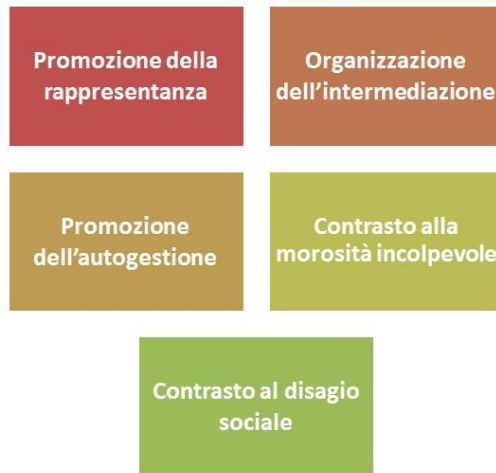 Promozione della
rappresentanza
Organizzazione
dell'intermediazione
Promozione
dell'autogestione
Contrasto alla
morosità incolpevole
Contrasto al disagio
sociale